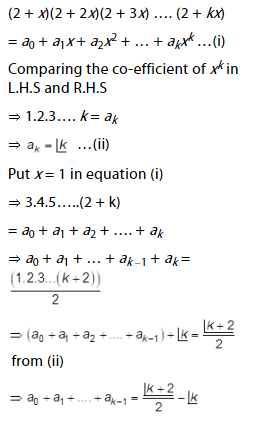 (2 + x)(2 + 2x)(2 + 3x) .... (2 + kx)
= a₀ + a₁x + a₂x² + ... + aₖxᵏ ...(i)
Comparing the co-efficient of xᵏ in
L.H.S and R.H.S
⇒ 1.2.3.... k = aₖ
⇒ aₖ = |k̲ ...(ii)
Put x = 1 in equation (i)
⇒ 3.4.5.....(2 + k)
= a₀ + a₁ + a₂ + .... + aₖ
⇒ a₀ + a₁ + ... + aₖ₋₁ + aₖ =
(1.2.3...(k+2))
2
⇒ (a₀ + a₁ + a₂ + .... + aₖ₋₁) + |k̲ = |k+2 / 2
from (ii)
⇒ a₀ + a₁ + .... + aₖ₋₁ = |k+2 / 2 – |k̲